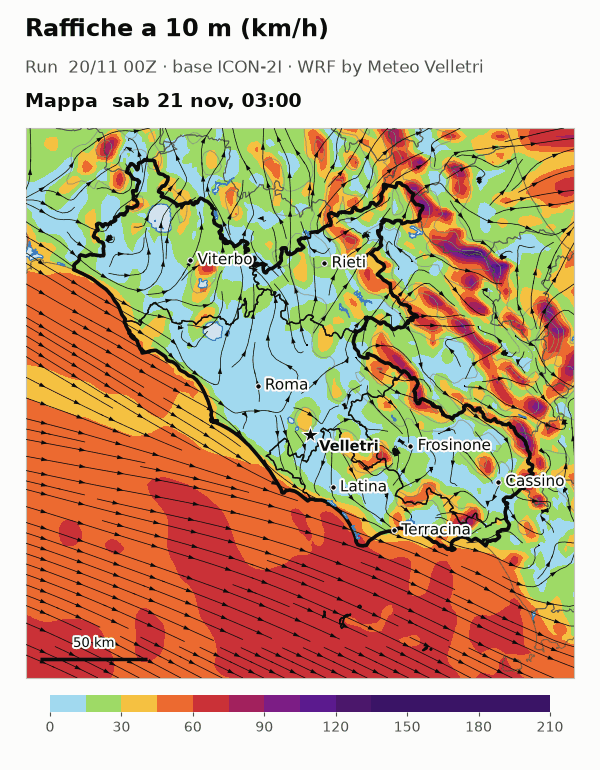 Raffiche a 10 m (km/h)
Run  20/11 00Z · base ICON-2I · WRF by Meteo Velletri
Mappa  sab 21 nov, 03:00
Viterbo
Rieti
Roma
Velletri
Frosinone
Latina
Cassino
Terracina
50 km
0 30 60 90 120 150 180 210